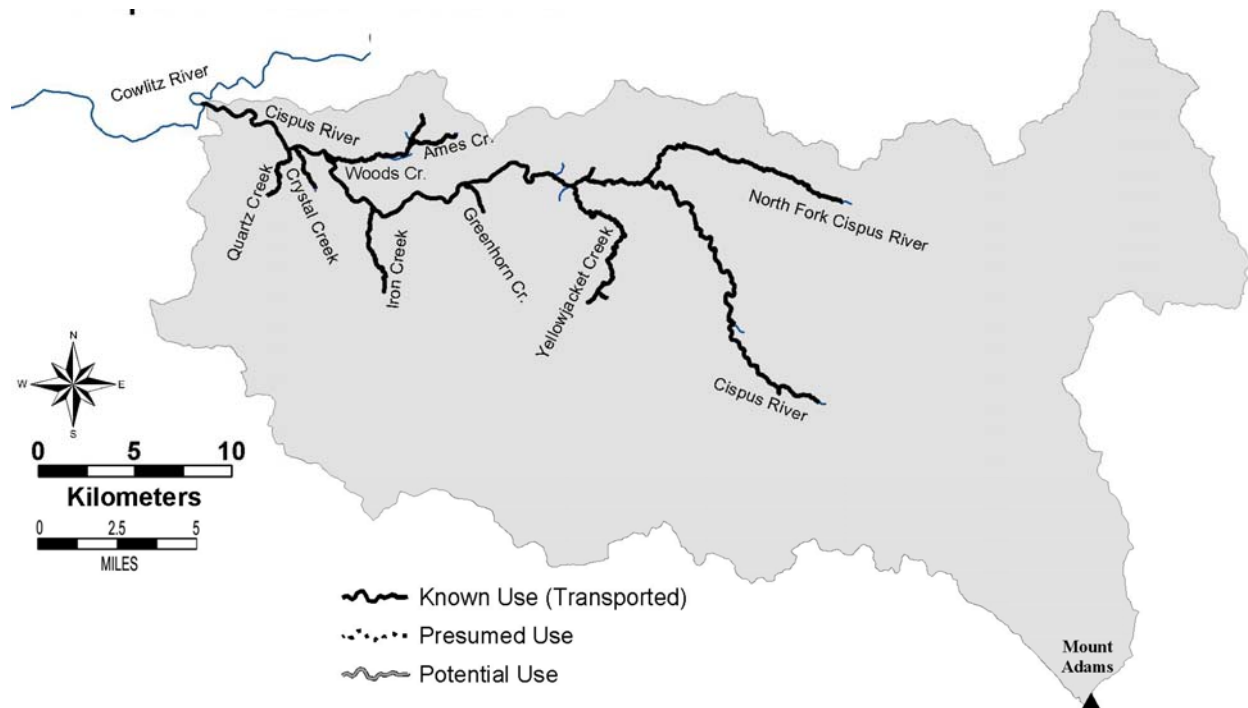 Cowlitz River
Cispus River
Ames Cr.
Woods Cr.
Quartz Creek
Crystal Creek
Iron Creek
Greenhorn Cr.
Yellowjacket Creek
North Fork Cispus River
Cispus River
N
W E
S
0 5 10
Kilometers
0 2.5 5
MILES
Known Use (Transported)
Presumed Use
Potential Use
Mount
Adams